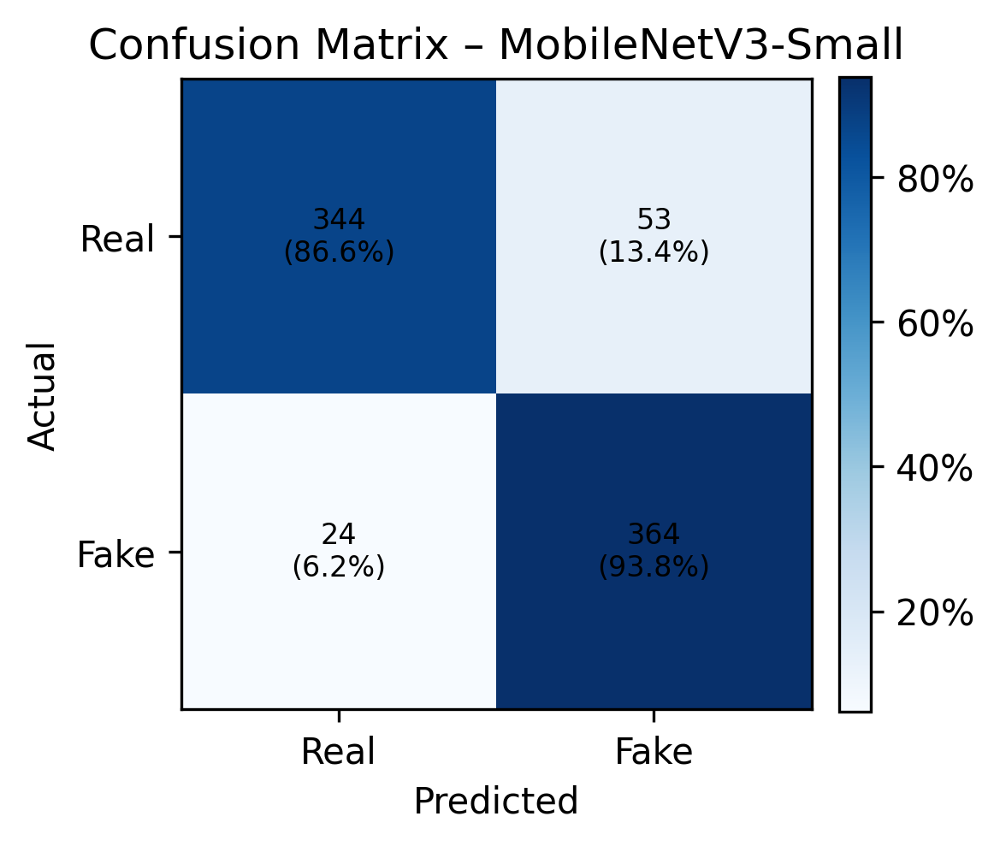 Confusion Matrix – MobileNetV3-Small
Real
344
(86.6%)
53
(13.4%)
Fake
24
(6.2%)
364
(93.8%)
Actual
Real
Fake
Predicted
80%
60%
40%
20%